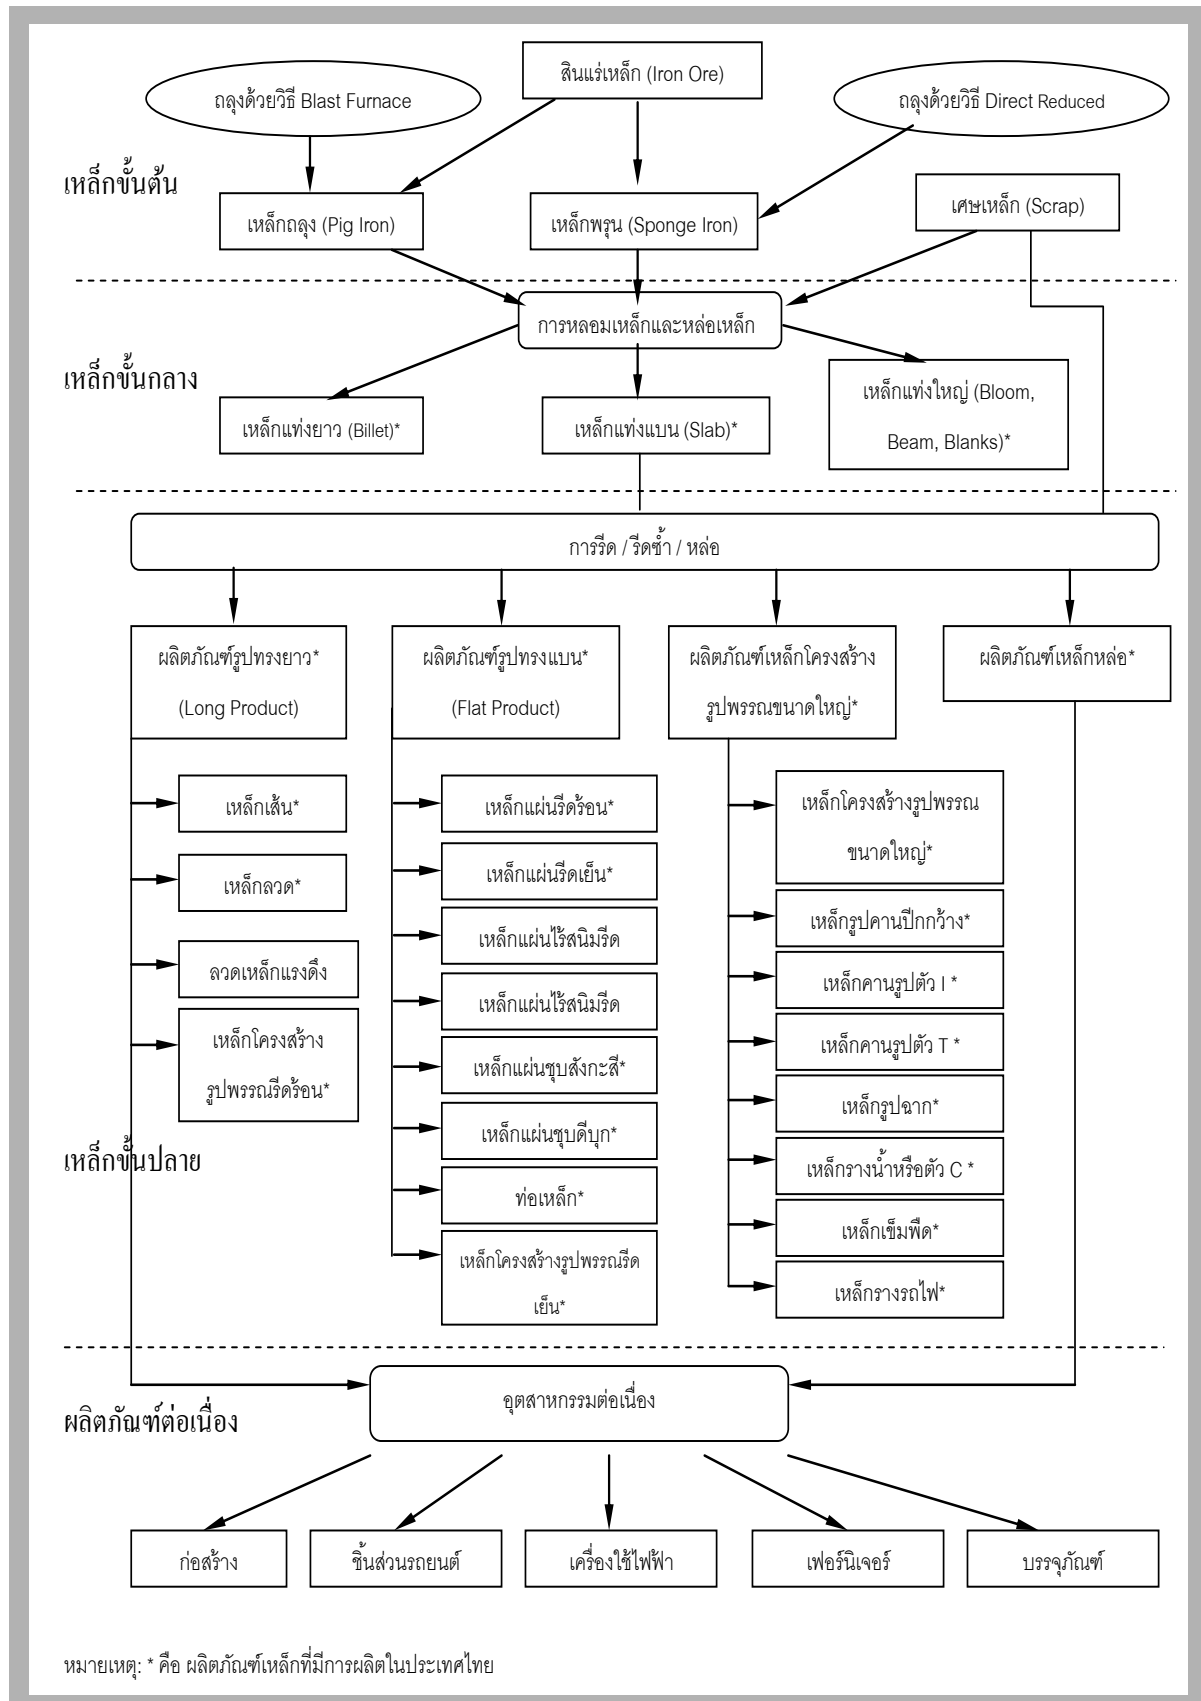 สินแร่เหล็ก (Iron Ore)
ถลุงด้วยวิธี Blast Furnace
ถลุงด้วยวิธี Direct Reduced
เหล็กขั้นต้น
เหล็กถลุง (Pig Iron)
เหล็กพรุน (Sponge Iron)
เศษเหล็ก (Scrap)
การหลอมเหล็กและหล่อเหล็ก
เหล็กขั้นกลาง
เหล็กแท่งยาว (Billet)*
เหล็กแท่งแบน (Slab)*
เหล็กแท่งใหญ่ (Bloom,
Beam, Blanks)*
การรีด / รีดซ้ำ / หล่อ
ผลิตภัณฑ์รูปทรงยาว*
(Long Product)
ผลิตภัณฑ์รูปทรงแบน*
(Flat Product)
ผลิตภัณฑ์เหล็กโครงสร้าง
รูปพรรณขนาดใหญ่*
ผลิตภัณฑ์เหล็กหล่อ*
เหล็กเส้น*
เหล็กลวด*
ลวดเหล็กแรงดึง
เหล็กโครงสร้าง
รูปพรรณรีดร้อน*
เหล็กแผ่นรีดร้อน*
เหล็กแผ่นรีดเย็น*
เหล็กแผ่นไร้สนิมรีด
เหล็กแผ่นไร้สนิมรีด
เหล็กแผ่นชุบสังกะสี*
เหล็กแผ่นชุบดีบุก*
ท่อเหล็ก*
เหล็กโครงสร้างรูปพรรณรีด
เย็น*
เหล็กโครงสร้างรูปพรรณ
ขนาดใหญ่*
เหล็กรูปคานปีกกว้าง*
เหล็กคานรูปตัว I *
เหล็กคานรูปตัว T *
เหล็กรูปฉาก*
เหล็กรางน้ำหรือตัว C *
เหล็กเข็มพืด*
เหล็กรางรถไฟ*
เหล็กขั้นปลาย
อุตสาหกรรมต่อเนื่อง
ผลิตภัณฑ์ต่อเนื่อง
ก่อสร้าง
ชิ้นส่วนรถยนต์
เครื่องใช้ไฟฟ้า
เฟอร์นิเจอร์
บรรจุภัณฑ์
หมายเหตุ: * คือ ผลิตภัณฑ์เหล็กที่มีการผลิตในประเทศไทย